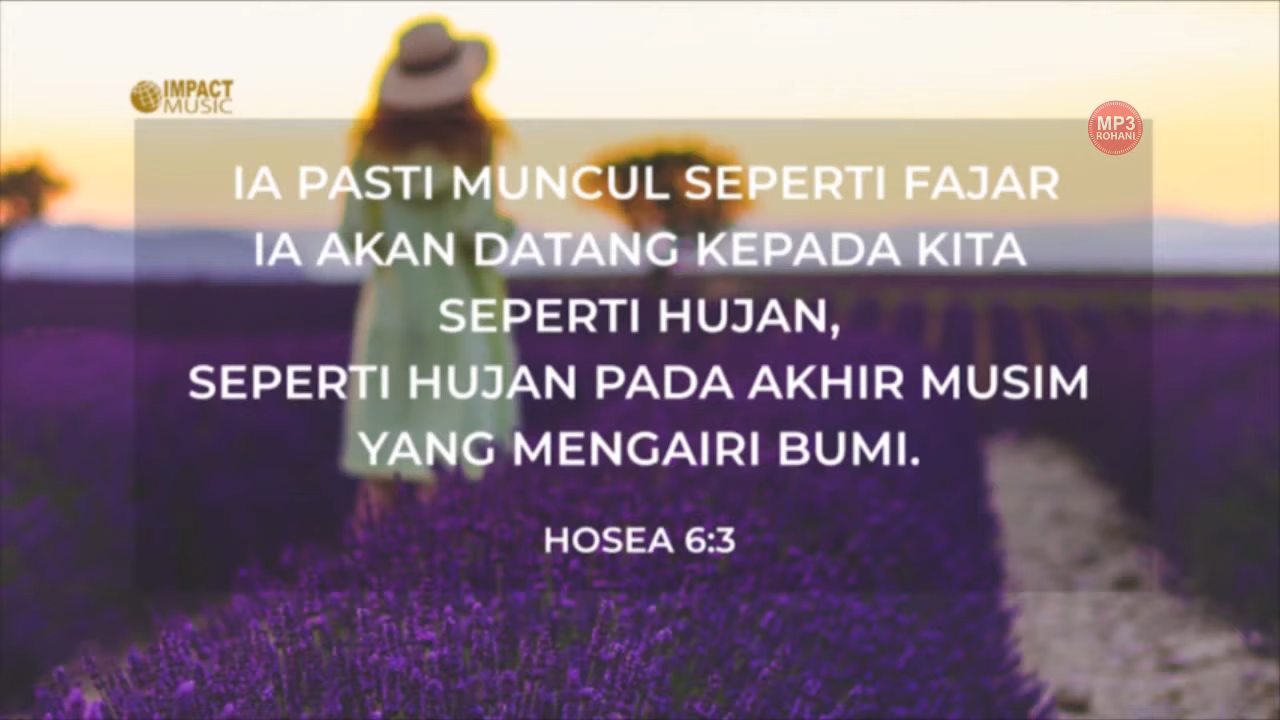 IMPACT
MUSIC
MP3
ROHANI
IA PASTI MUNCUL SEPERTI FAJAR
IA AKAN DATANG KEPADA KITA
SEPERTI HUJAN,
SEPERTI HUJAN PADA AKHIR MUSIM
YANG MENGAIRI BUMI.
HOSEA 6:3